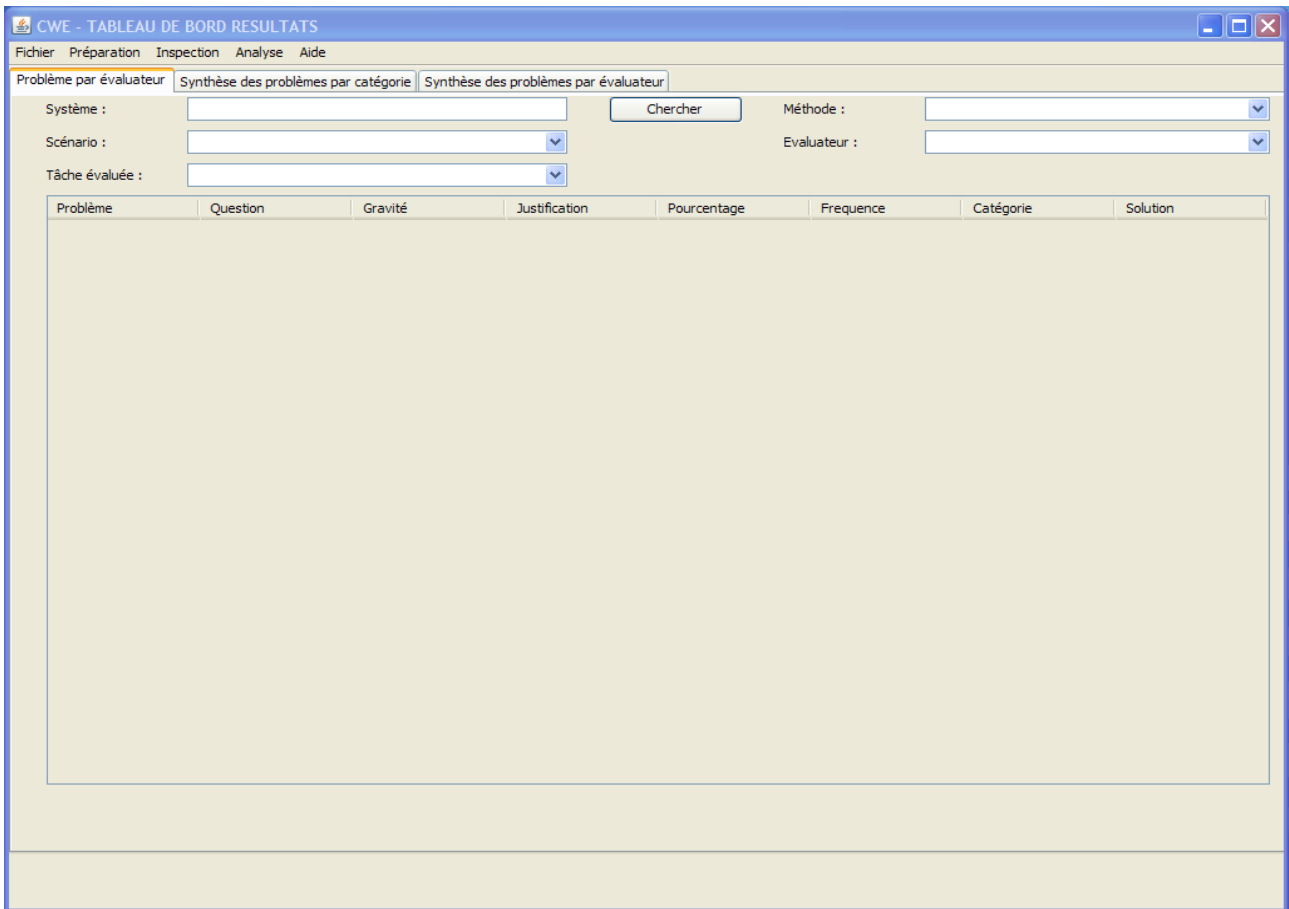 CWE - TABLEAU DE BORD RESULTATS
Fichier Préparation Inspection Analyse Aide
Problème par évaluateur Synthèse des problèmes par catégorie Synthèse des problèmes par évaluateur
Système : Chercher Méthode :
Scénario : Evaluateur :
Tâche évaluée :
Problème Question Gravité Justification Pourcentage Frequence Catégorie Solution